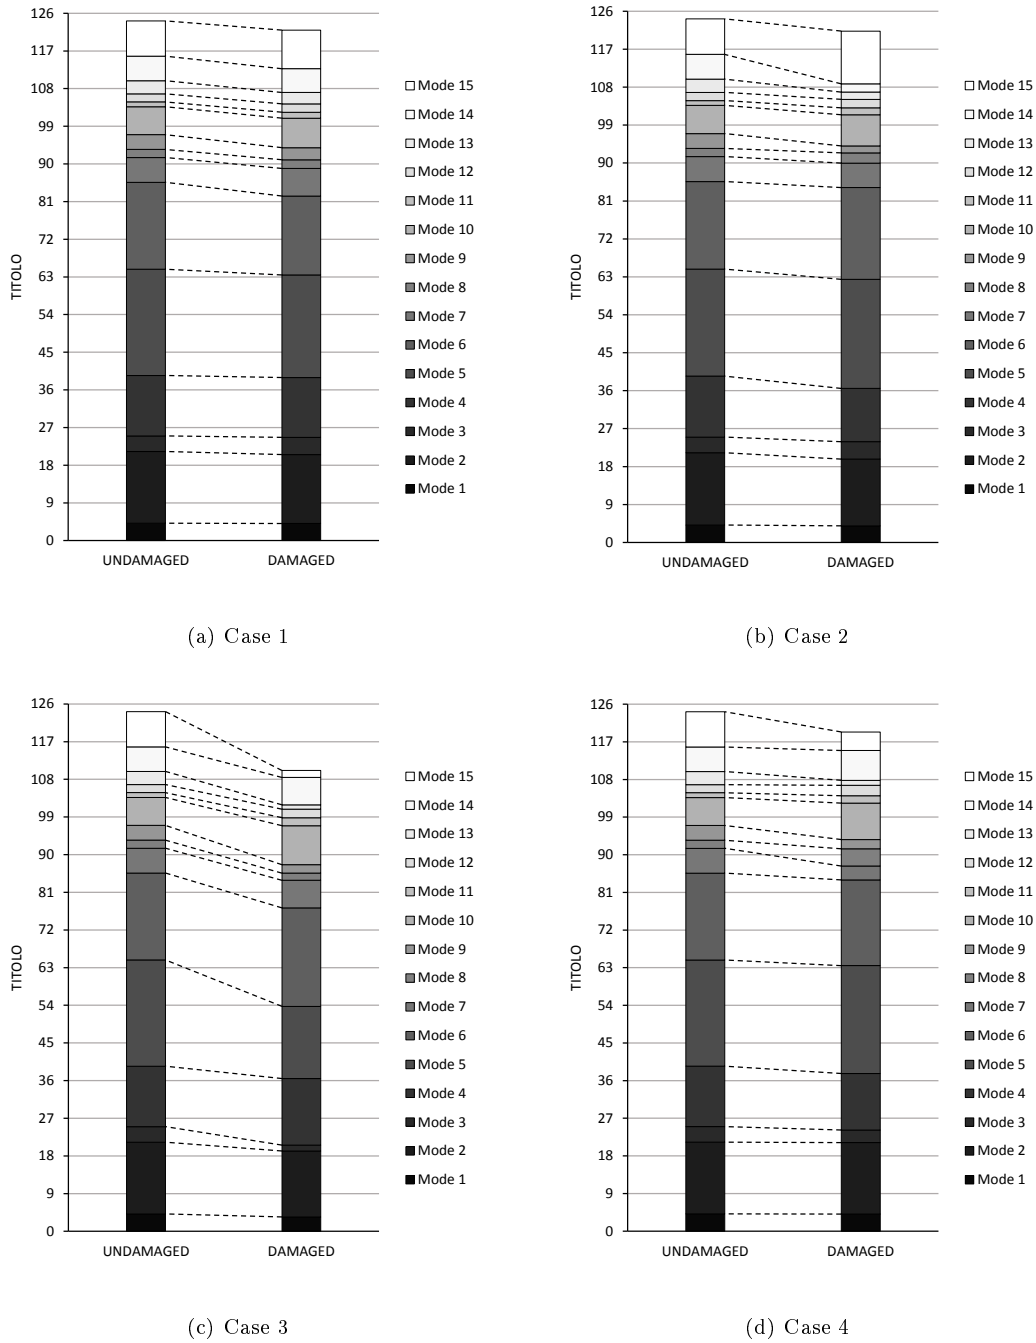 126
117
108
99
90
81
72
63
54
45
36
27
18
9
0
TITOLO
UNDAMAGED DAMAGED
Mode 15
Mode 14
Mode 13
Mode 12
Mode 11
Mode 10
Mode 9
Mode 8
Mode 7
Mode 6
Mode 5
Mode 4
Mode 3
Mode 2
Mode 1
(a) Case 1
126
117
108
99
90
81
72
63
54
45
36
27
18
9
0
TITOLO
UNDAMAGED DAMAGED
Mode 15
Mode 14
Mode 13
Mode 12
Mode 11
Mode 10
Mode 9
Mode 8
Mode 7
Mode 6
Mode 5
Mode 4
Mode 3
Mode 2
Mode 1
(b) Case 2
126
117
108
99
90
81
72
63
54
45
36
27
18
9
0
TITOLO
UNDAMAGED DAMAGED
Mode 15
Mode 14
Mode 13
Mode 12
Mode 11
Mode 10
Mode 9
Mode 8
Mode 7
Mode 6
Mode 5
Mode 4
Mode 3
Mode 2
Mode 1
(c) Case 3
126
117
108
99
90
81
72
63
54
45
36
27
18
9
0
TITOLO
UNDAMAGED DAMAGED
Mode 15
Mode 14
Mode 13
Mode 12
Mode 11
Mode 10
Mode 9
Mode 8
Mode 7
Mode 6
Mode 5
Mode 4
Mode 3
Mode 2
Mode 1
(d) Case 4